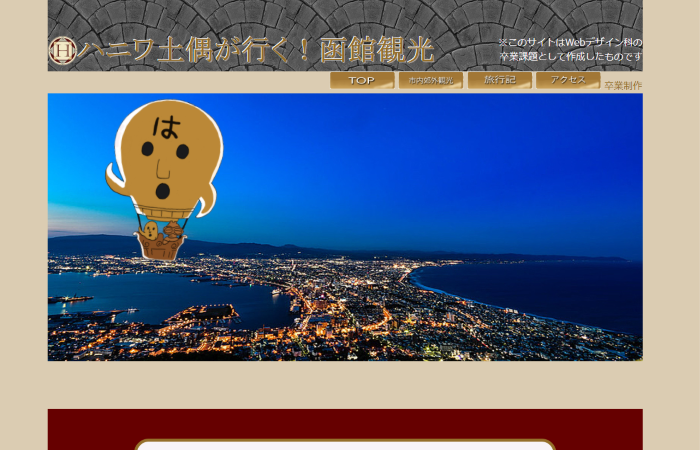 H ハニワ土偶が行く！函館観光
※このサイトはWebデザイン科の
卒業課題として作成したものです
TOP 市内郊外観光 旅行記 アクセス 卒業制作
は